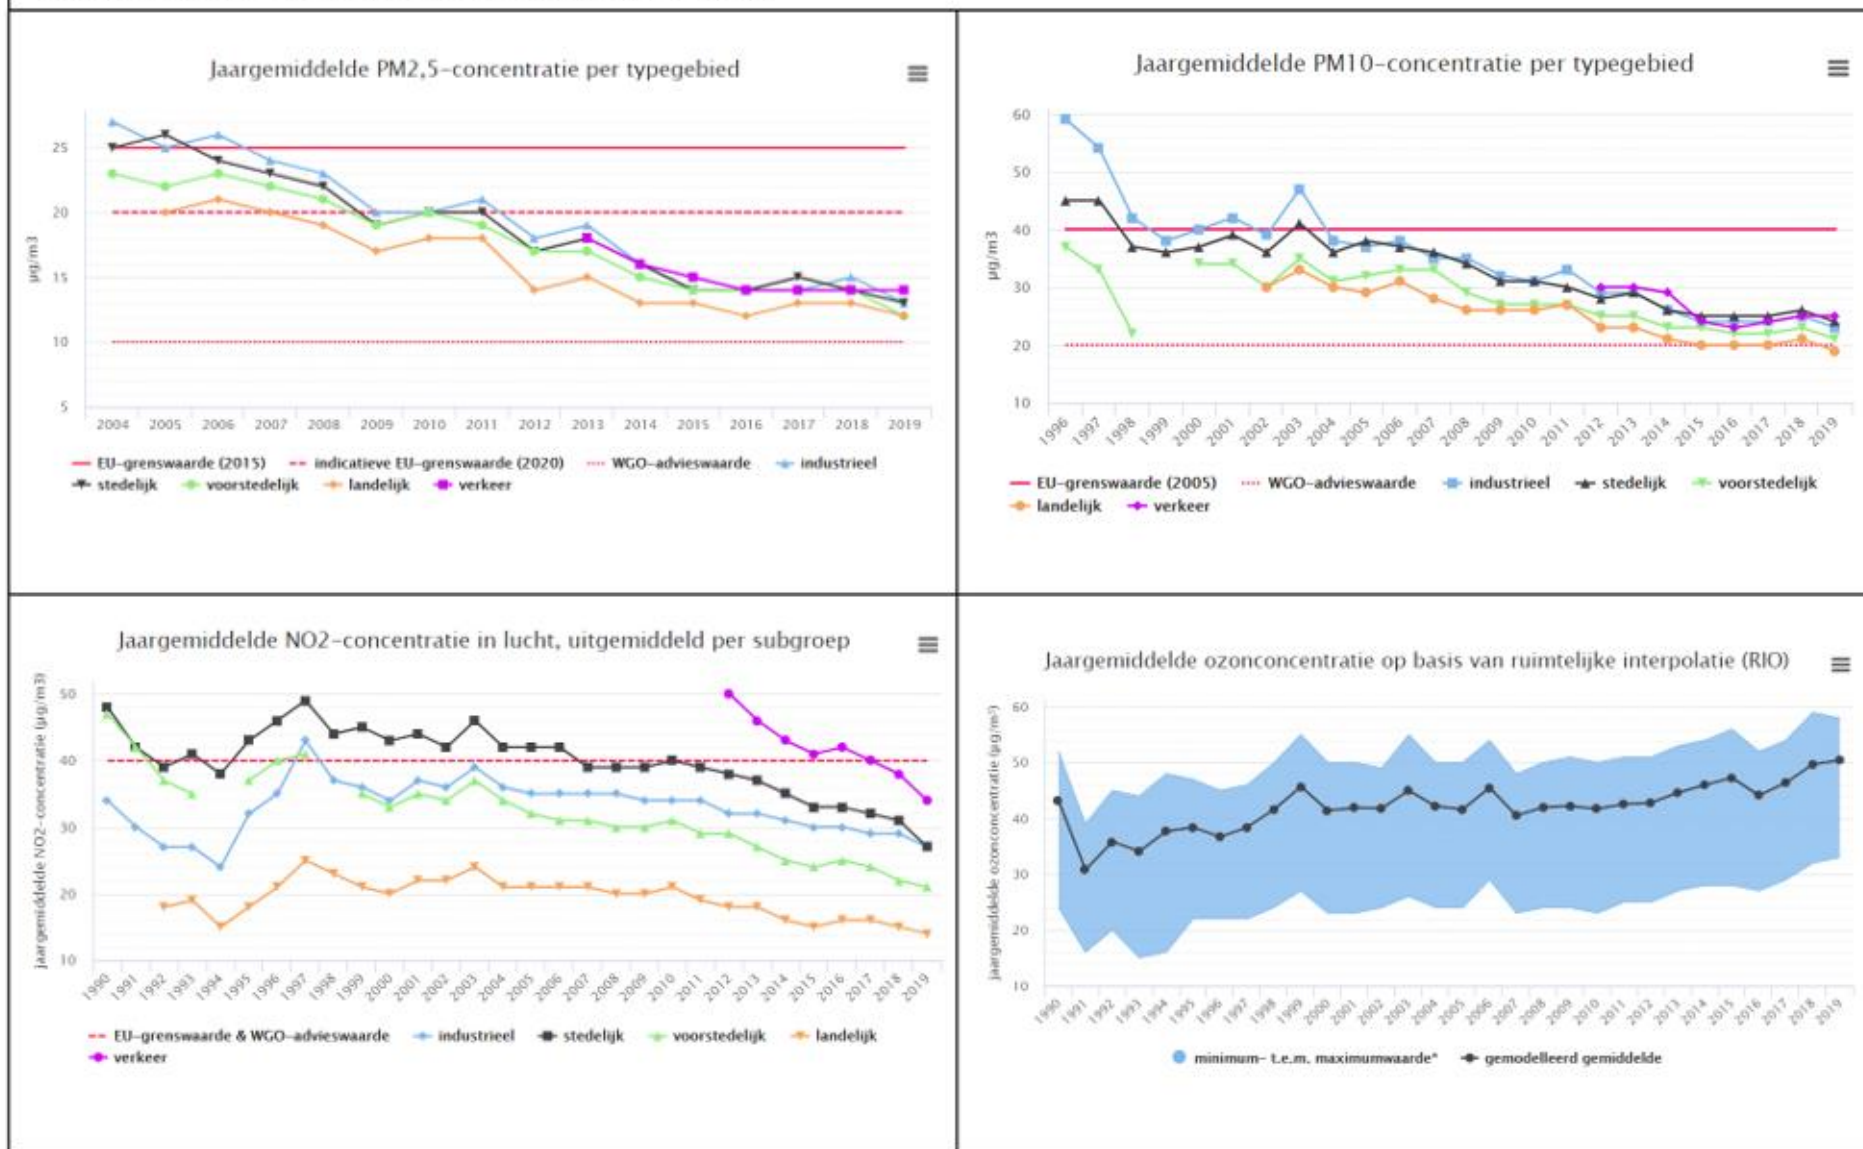 Jaargemiddelde PM2,5-concentratie per typegebied
µg/m3
25
20
15
10
5
2004 2005 2006 2007 2008 2009 2010 2011 2012 2013 2014 2015 2016 2017 2018 2019
EU-grenswaarde (2015) indicatieve EU-grenswaarde (2020) WGO-advieswaarde industrieel
stedelijk voorstedelijk landelijk verkeer
Jaargemiddelde PM10-concentratie per typegebied
µg/m3
60
50
40
30
20
10
1996 1997 1998 1999 2000 2001 2002 2003 2004 2005 2006 2007 2008 2009 2010 2011 2012 2013 2014 2015 2016 2017 2018 2019
EU-grenswaarde (2005) WGO-advieswaarde industrieel stedelijk voorstedelijk
landelijk verkeer
Jaargemiddelde NO2-concentratie in lucht, uitgemiddeld per subgroep
jaargemiddelde NO2-concentratie (µg/m3)
50
40
30
20
10
1990 1991 1992 1993 1994 1995 1996 1997 1998 1999 2000 2001 2002 2003 2004 2005 2006 2007 2008 2009 2010 2011 2012 2013 2014 2015 2016 2017 2018 2019
EU-grenswaarde & WGO-advieswaarde industrieel stedelijk voorstedelijk landelijk
verkeer
Jaargemiddelde ozonconcentratie op basis van ruimtelijke interpolatie (RIO)
jaargemiddelde ozonconcentratie (µg/m³)
60
50
40
30
20
10
1990 1991 1992 1993 1994 1995 1996 1997 1998 1999 2000 2001 2002 2003 2004 2005 2006 2007 2008 2009 2010 2011 2012 2013 2014 2015 2016 2017 2018 2019
minimum- t.e.m. maximumwaarde* gemodelleerd gemiddelde